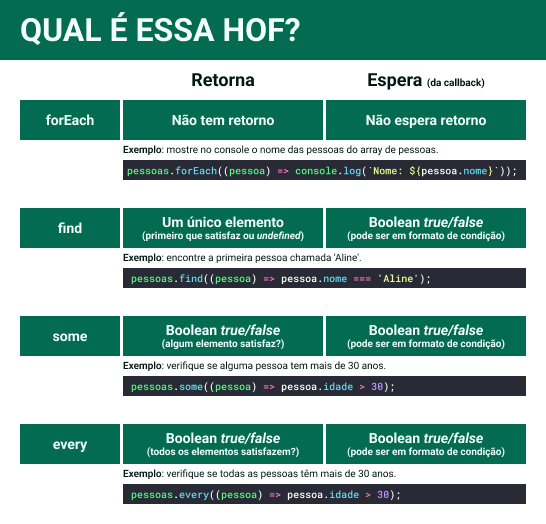 QUAL É ESSA HOF?
Retorna Espera (da callback)
forEach Não tem retorno Não espera retorno
Exemplo: mostre no console o nome das pessoas do array de pessoas.
pessoas.forEach((pessoa) => console.log(`Nome: ${pessoa.nome}`));
find Um único elemento Boolean true/false
(primeiro que satisfaz ou undefined) (pode ser em formato de condição)
Exemplo: encontre a primeira pessoa chamada 'Aline'.
pessoas.find((pessoa) => pessoa.nome === 'Aline');
some Boolean true/false Boolean true/false
(algum elemento satisfaz?) (pode ser em formato de condição)
Exemplo: verifique se alguma pessoa tem mais de 30 anos.
pessoas.some((pessoa) => pessoa.idade > 30);
every Boolean true/false Boolean true/false
(todos os elementos satisfazem?) (pode ser em formato de condição)
Exemplo: verifique se todas as pessoas têm mais de 30 anos.
pessoas.every((pessoa) => pessoa.idade > 30);